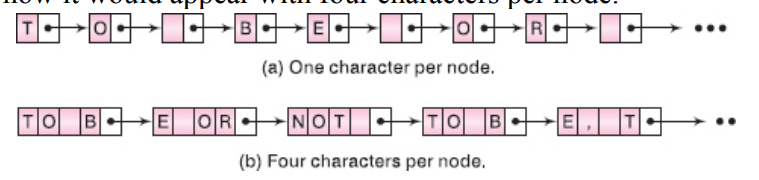 how it would appear with four characters per node.
T O B E O R •••
(a) One character per node.
TO B E OR NOT TO B E, T ••
(b) Four characters per node.